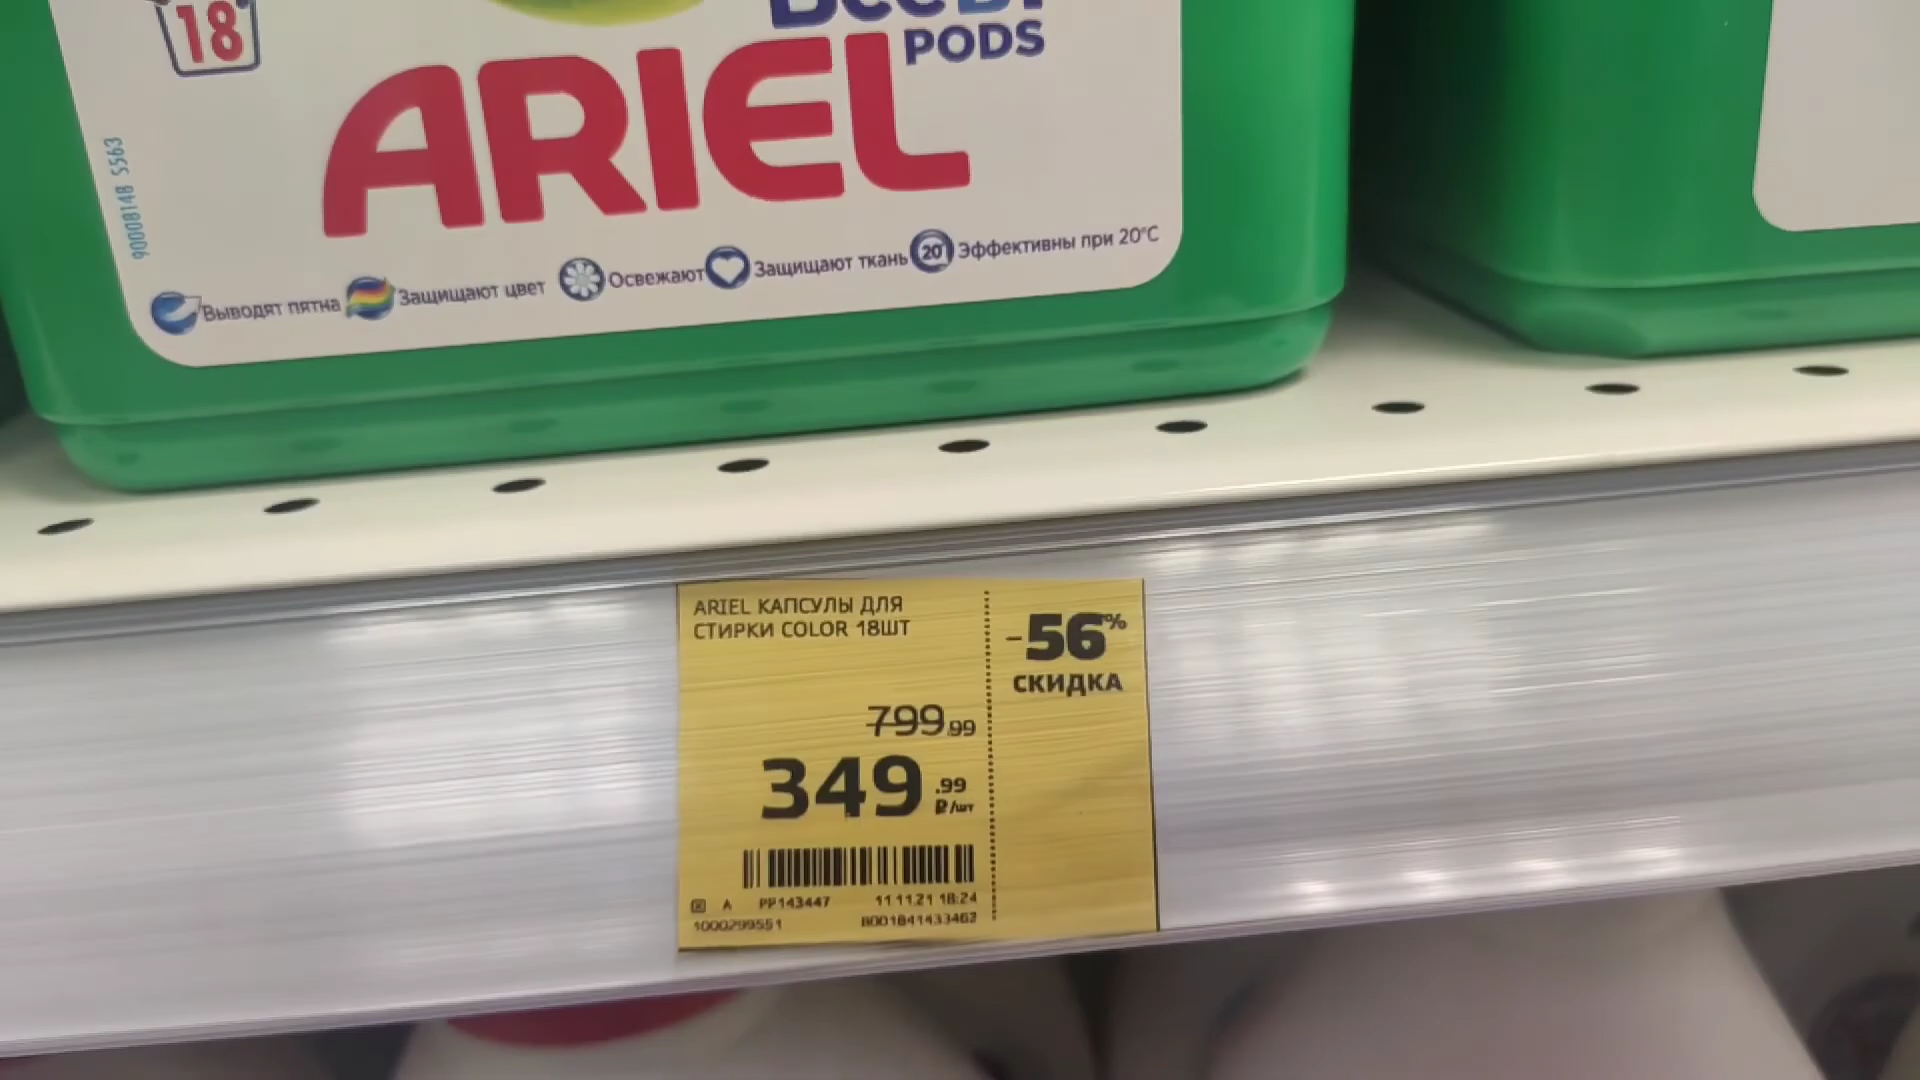 18
PODS
ARIEL
90008148 5563
Выводят пятна Защищают цвет Освежают Защищают ткань 20 Эффективны при 20°C
ARIEL КАПСУЛЫ ДЛЯ
СТИРКИ COLOR 18ШТ
-56%
СКИДКА
799.99
349.99
₽/шт
A PP143447 11.11.21 18:24
1000299551 8001841433462